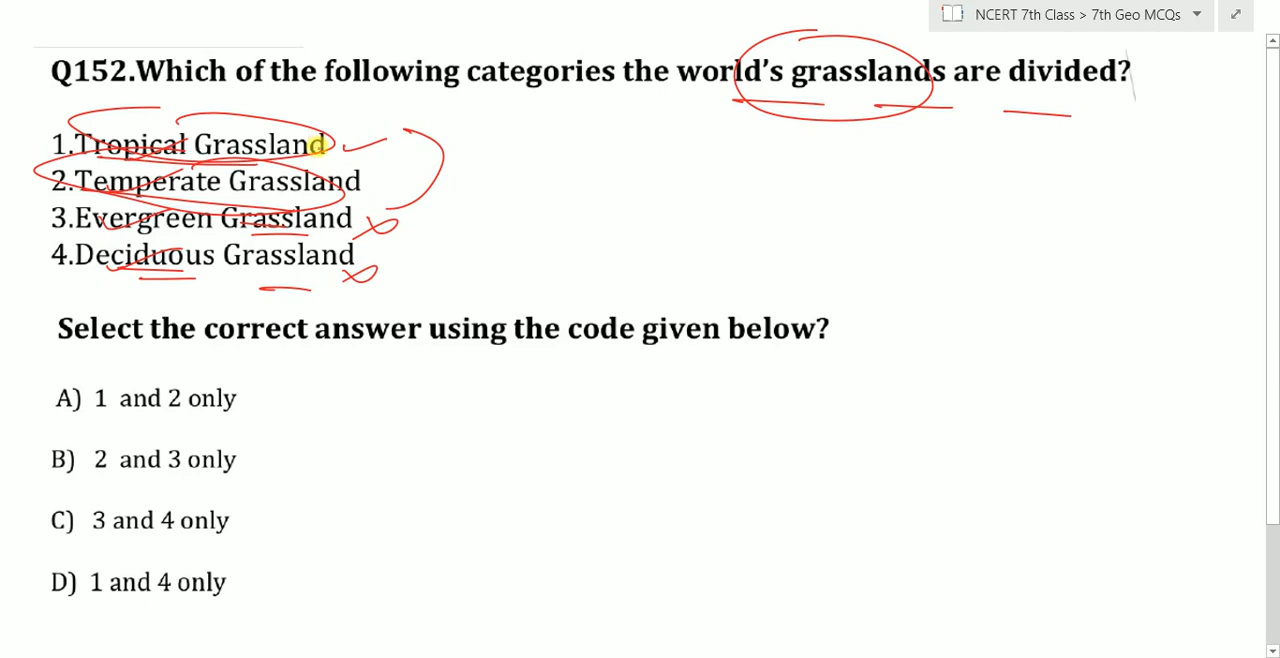 NCERT 7th Class > 7th Geo MCQs
Q152.Which of the following categories the world's grasslands are divided?
1.Tropical Grassland
2.Temperate Grassland
3.Evergreen Grassland
4.Deciduous Grassland
Select the correct answer using the code given below?
A) 1 and 2 only
B) 2 and 3 only
C) 3 and 4 only
D) 1 and 4 only